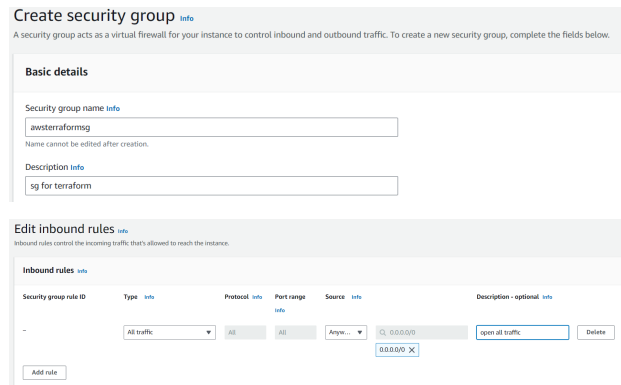 Create security group Info
A security group acts as a virtual firewall for your instance to control inbound and outbound traffic. To create a new security group, complete the fields below.
Basic details
Security group name Info
awsterraformsg
Name cannot be edited after creation.
Description Info
sg for terraform
Edit inbound rules Info
Inbound rules control the incoming traffic that's allowed to reach the instance.
Inbound rules Info
Security group rule ID Type Info Protocol Info Port range Info Source Info Description - optional Info
- All traffic All All Anyw... 0.0.0.0/0 open all traffic Delete
0.0.0.0/0
Add rule